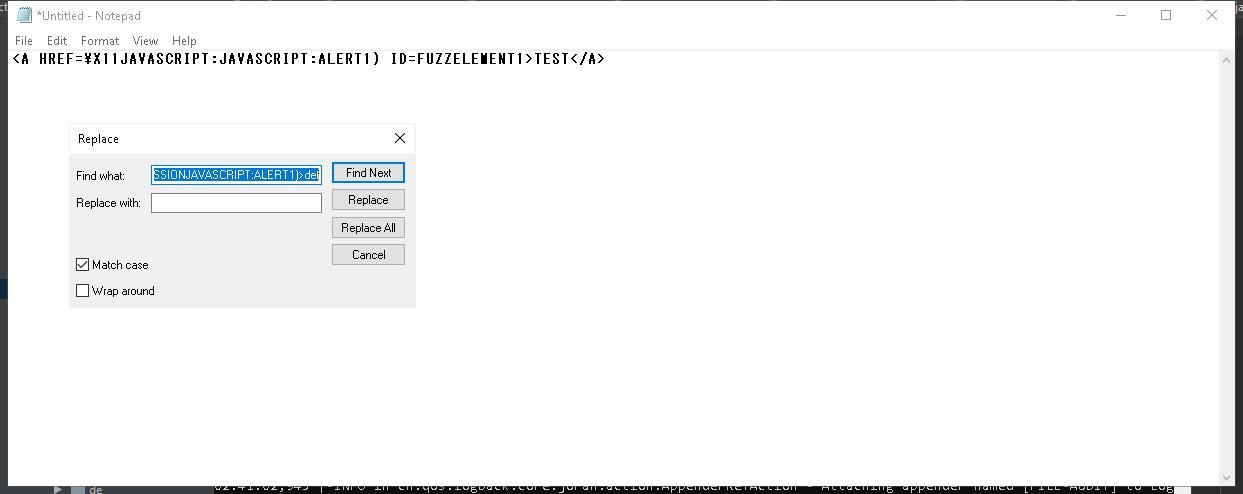 *Untitled - Notepad
File Edit Format View Help
<A HREF=¥X11JAVASCRIPT:JAVASCRIPT:ALERT1) ID=FUZZELEMENT1>TEST</A>
Replace
Find what: SSIONJAVASCRIPT:ALERT1)>def Find Next
Replace with: Replace
Replace All
Cancel
Match case
Wrap around
de
02:41:02,945 |-INFO in ch.qos.logback.core.joran.action.AppenderRefAction - Attaching appender named [FILE-AUDIT] to Log